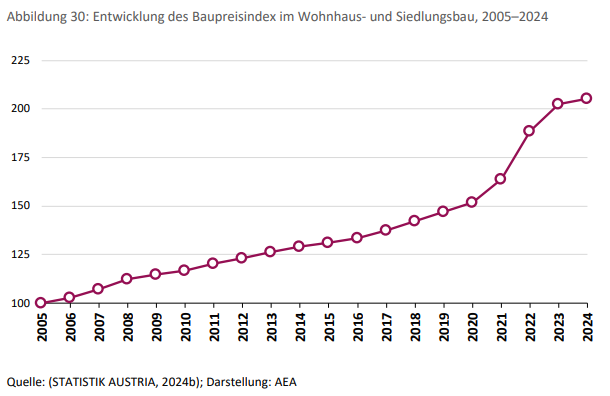 Abbildung 30: Entwicklung des Baupreisindex im Wohnhaus- und Siedlungsbau, 2005–2024
225
200
175
150
125
100
2005 2006 2007 2008 2009 2010 2011 2012 2013 2014 2015 2016 2017 2018 2019 2020 2021 2022 2023 2024
Quelle: (STATISTIK AUSTRIA, 2024b); Darstellung: AEA